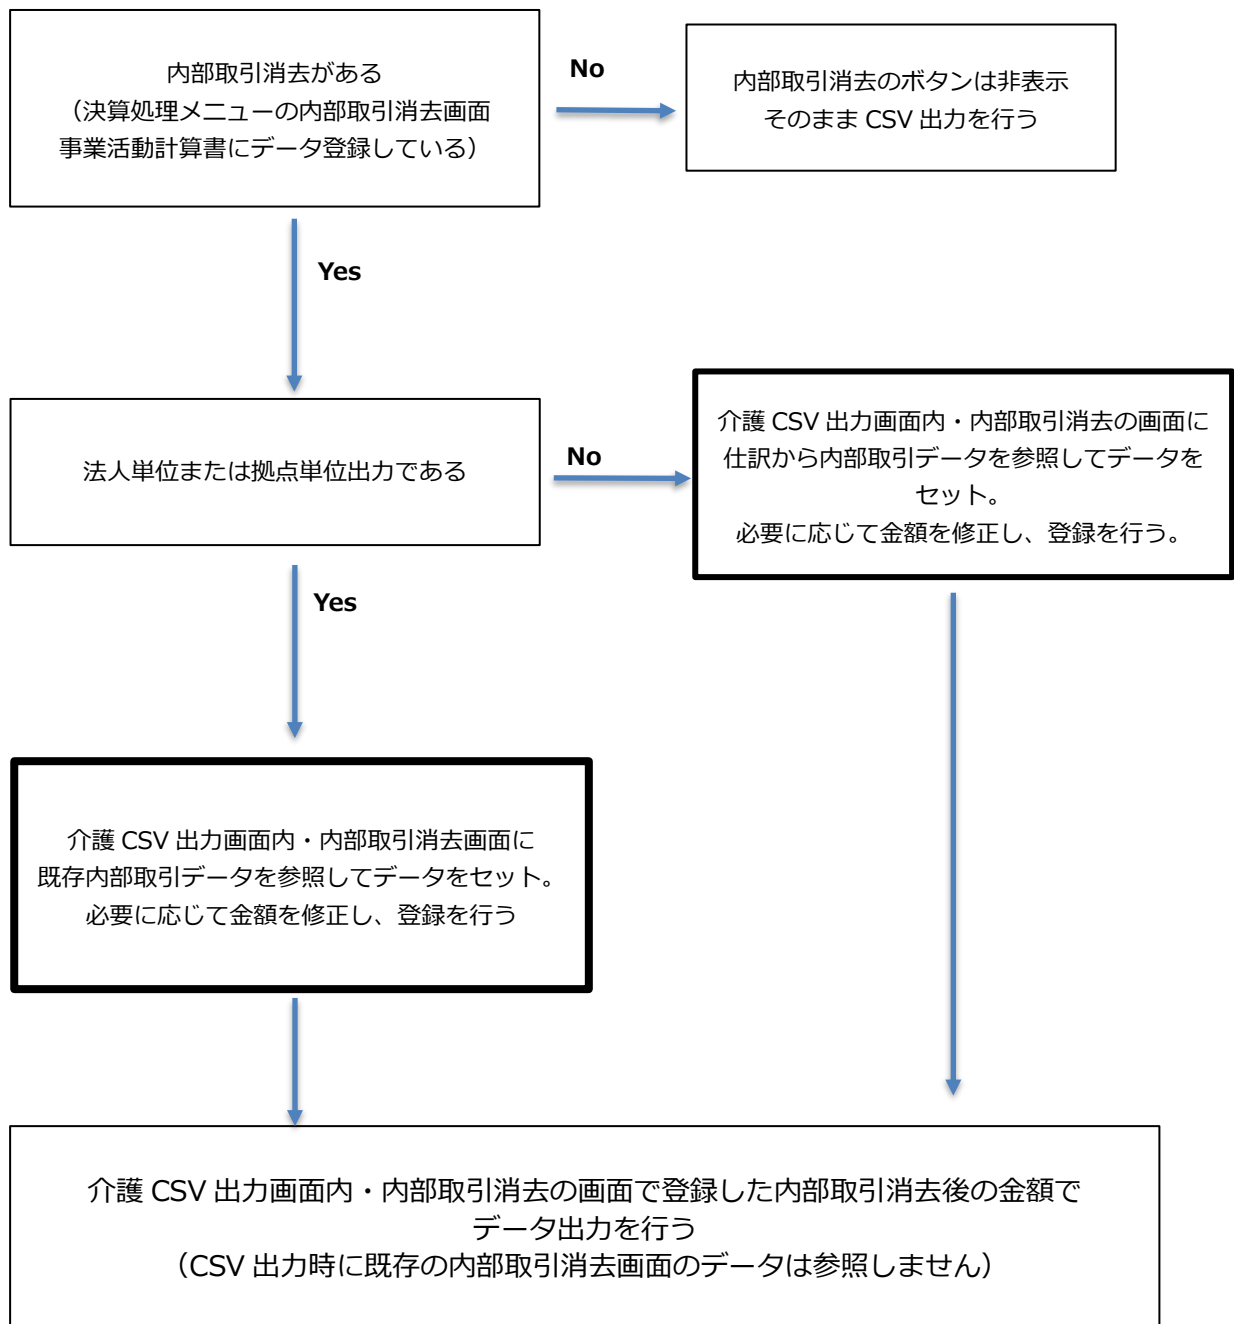 内部取引消去がある
（決算処理メニューの内部取引消去画面
事業活動計算書にデータ登録している）
No
内部取引消去のボタンは非表示
そのまま CSV 出力を行う
Yes
法人単位または拠点単位出力である
No
介護 CSV 出力画面内・内部取引消去の画面に
仕訳から内部取引データを参照してデータを
セット。
必要に応じて金額を修正し、登録を行う。
Yes
介護 CSV 出力画面内・内部取引消去画面に
既存内部取引データを参照してデータをセット。
必要に応じて金額を修正し、登録を行う
介護 CSV 出力画面内・内部取引消去の画面で登録した内部取引消去後の金額で
データ出力を行う
（CSV 出力時に既存の内部取引消去画面のデータは参照しません）